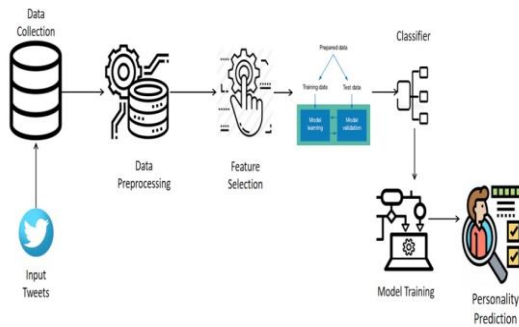 Data
Collection
Input
Tweets
Data
Preprocessing
Feature
Selection
Prepared data
Training data
Test data
Model
learning
Model
validation
Classifier
Model Training
Personality
Prediction